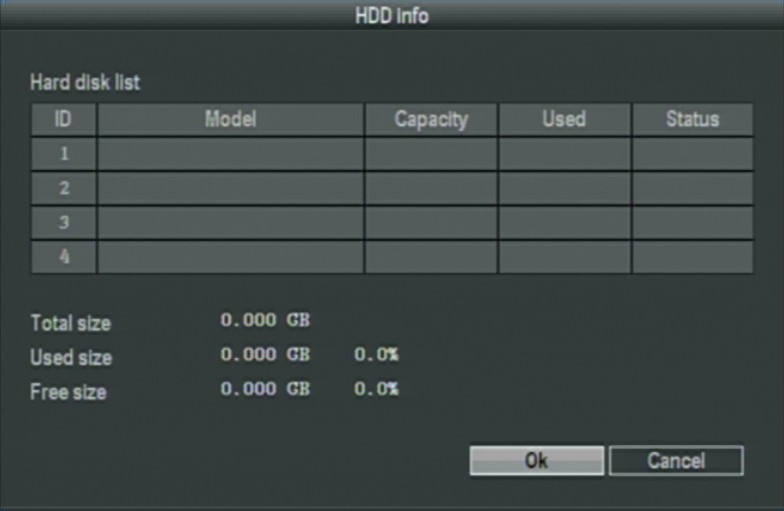 HDD info
Hard disk list
ID Model Capacity Used Status
1
2
3
4
Total size 0.000 GB
Used size 0.000 GB 0.0%
Free size 0.000 GB 0.0%
Ok Cancel